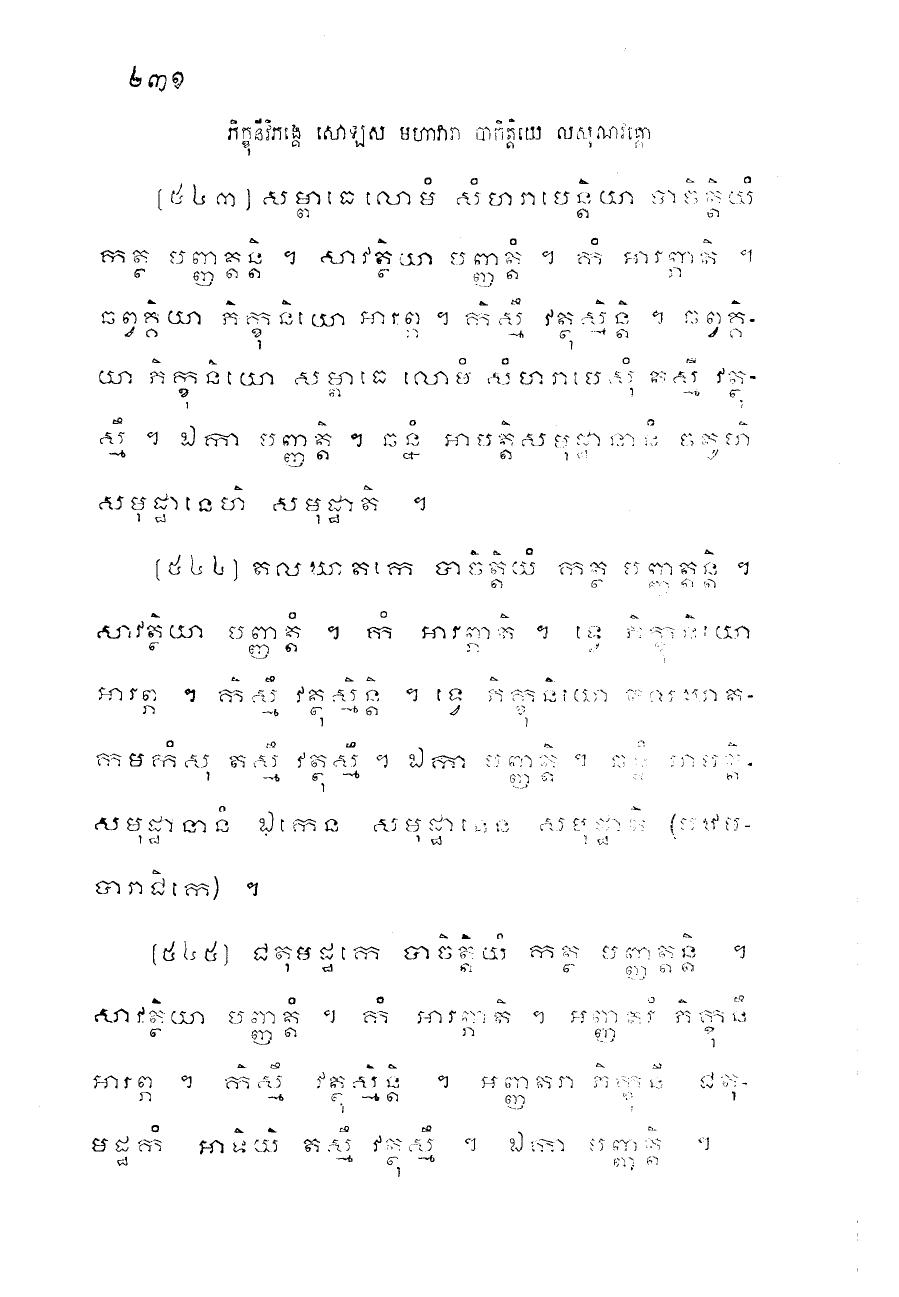 ២៣១
ភិក្ខុនីវិភង្គេ សោឡស មហាវារា បាចិត្តិយេ លសុណវគ្គោ
(៥៤៣) សម្ពាធេ លោមំ សំហរាបេន្តិយា បាចិត្តិយំ
កត្ថ បញ្ញត្តន្តិ ។ សាវត្ថិយា បញ្ញត្តំ ។ កំ អារព្ភាតិ ។
ឆព្វគ្គិយា ភិក្ខុនិយោ អារព្ភ ។ កិស្មឹ វត្ថុស្មិន្តិ ។ ឆព្វគ្គិ-
យា ភិក្ខុនិយោ សម្ពាធេ លោមំ សំហរាបេសុំ តស្មឹ វត្ថុ-
ស្មឹ ។ ឯកា បញ្ញត្តិ ។ ឆន្នំ អាបត្តិសមុដ្ឋានានំ ចតូហិ
សមុដ្ឋានេហិ សមុដ្ឋាតិ ។
(៥៤៤) តលឃាតកេ បាចិត្តិយំ កត្ថ បញ្ញត្តន្តិ ។
សាវត្ថិយា បញ្ញត្តំ ។ កំ អារព្ភាតិ ។ ទ្វេ ភិក្ខុនិយោ
អារព្ភ ។ កិស្មឹ វត្ថុស្មិន្តិ ។ ទ្វេ ភិក្ខុនិយោ តលឃាត-
កមកំសុ តស្មឹ វត្ថុស្មឹ ។ ឯកា បញ្ញត្តិ ។ ឆន្នំ អាបត្តិ-
សមុដ្ឋានានំ ឯកេន សមុដ្ឋានេន សមុដ្ឋាតិ (បឋម-
បារាជិកេ) ។
(៥៤៥) ជតុមដ្ឋកេ បាចិត្តិយំ កត្ថ បញ្ញត្តន្តិ ។
សាវត្ថិយា បញ្ញត្តំ ។ កំ អារព្ភាតិ ។ អញ្ញតរំ ភិក្ខុនឹ
អារព្ភ ។ កិស្មឹ វត្ថុស្មិន្តិ ។ អញ្ញតរា ភិក្ខុនី ជតុ-
មដ្ឋកំ អាទិយិ តស្មឹ វត្ថុស្មឹ ។ ឯកា បញ្ញត្តិ ។